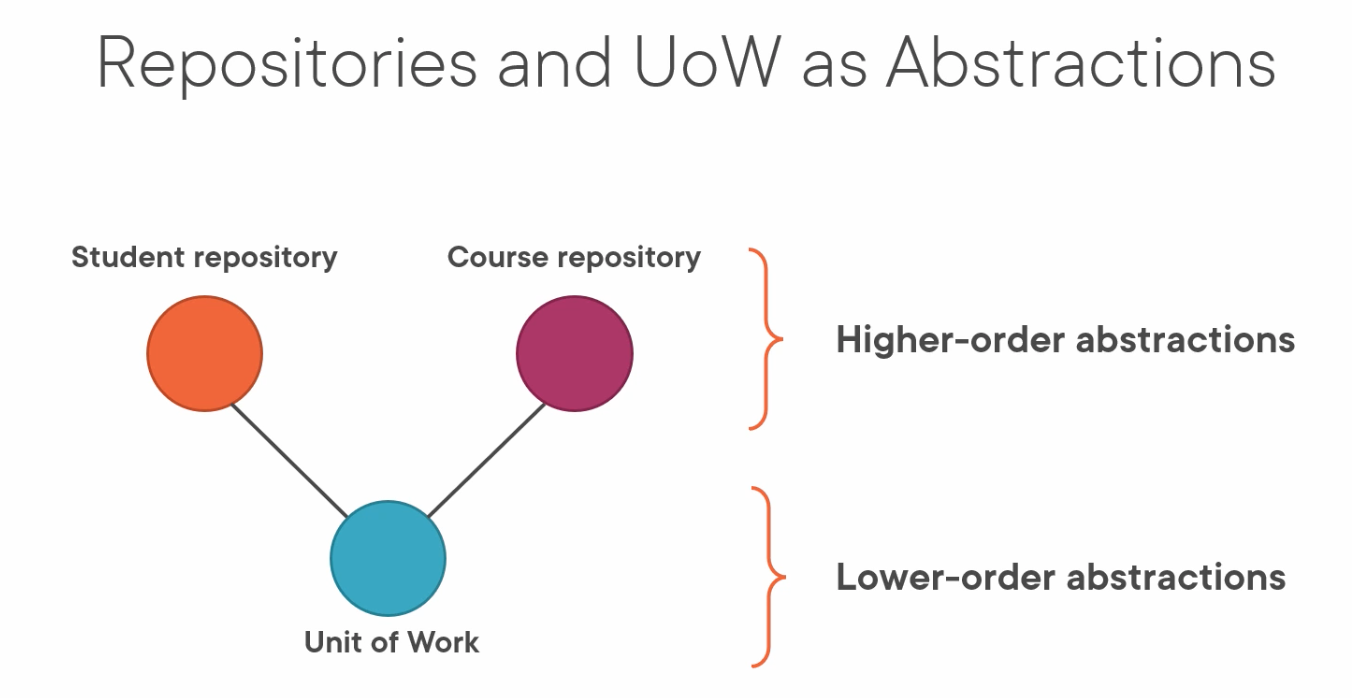 Repositories and UoW as Abstractions
Student repository
Course repository
Higher-order abstractions
Lower-order abstractions
Unit of Work